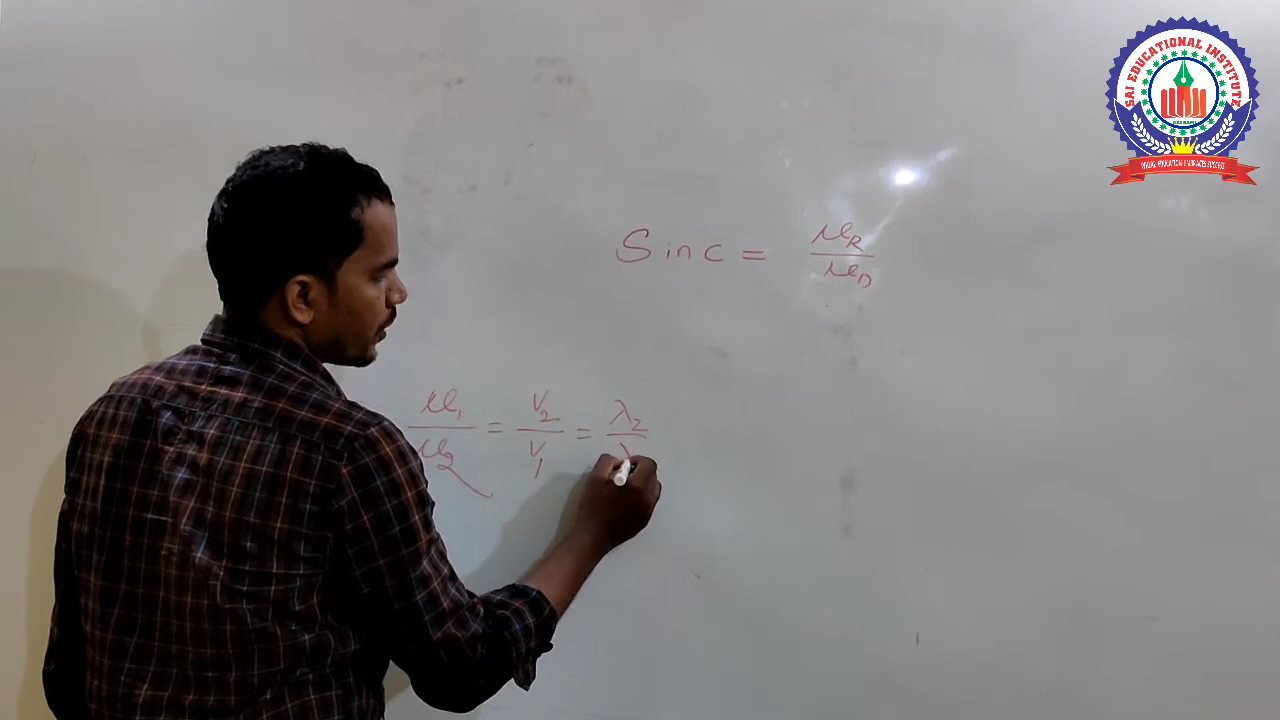 SAI EDUCATIONAL INSTITUTE
Sin c = μR / μD
μ1 / μ2 = V2 / V1 = λ2 / λ